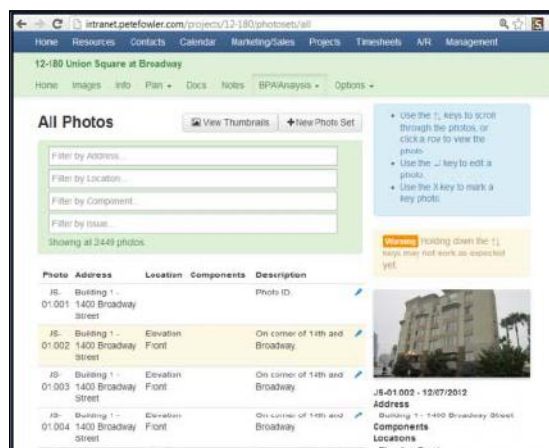 intranet.petefowler.com/projects/12-180/photosets/all
Home Resources Contacts Calendar Marketing/Sales Projects Timesheets A/R Management
12-180 Union Square at Broadway
Home Images Info Plan Docs Notes BPA/Analysis Options
All Photos
View Thumbnails
+New Photo Set
Filter by Address...
Filter by Location...
Filter by Component...
Filter by Issue...
Showing all 2449 photos.
Photo Address Location Components Description
JS- Building 1 - Photo ID.
01.001 1400 Broadway
Street
JS- Building 1 - Elevation On corner of 14th and
01.002 1400 Broadway Front Broadway.
Street
JS- Building 1 - Elevation On corner of 14th and
01.003 1400 Broadway Front Broadway.
Street
JS- Building 1 - Elevation On corner of 14th and
01.004 1400 Broadway Front Broadway.
Street
• Use the ↑↓ keys to scroll
through the photos, or
click a row to view the
photo.
• Use the ↵ key to edit a
photo.
• Use the X key to mark a
key photo.
Warning Holding down the ↑↓
keys may not work as expected
yet.
JS-01.002 - 12/07/2012
Address
Building 1 - 1400 Broadway Street
Components
Locations